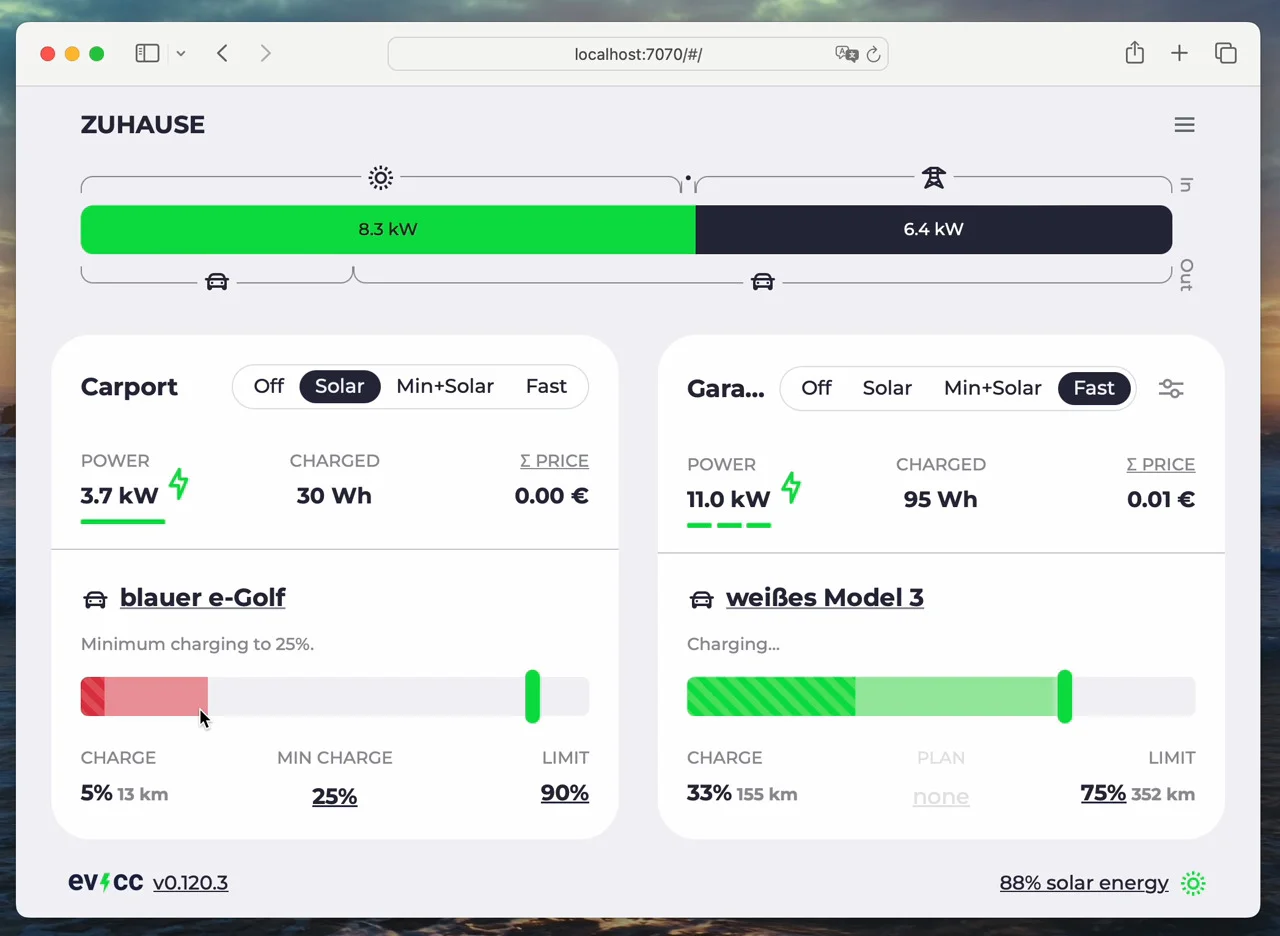 localhost:7070/#/
ZUHAUSE
In
8.3 kW 6.4 kW
Out
Carport Off Solar Min+Solar Fast
POWER CHARGED Σ PRICE
3.7 kW 30 Wh 0.00 €
blauer e-Golf
Minimum charging to 25%.
CHARGE MIN CHARGE LIMIT
5% 13 km 25% 90%
Gara... Off Solar Min+Solar Fast
POWER CHARGED Σ PRICE
11.0 kW 95 Wh 0.01 €
weißes Model 3
Charging...
CHARGE PLAN LIMIT
33% 155 km none 75% 352 km
evcc v0.120.3
88% solar energy